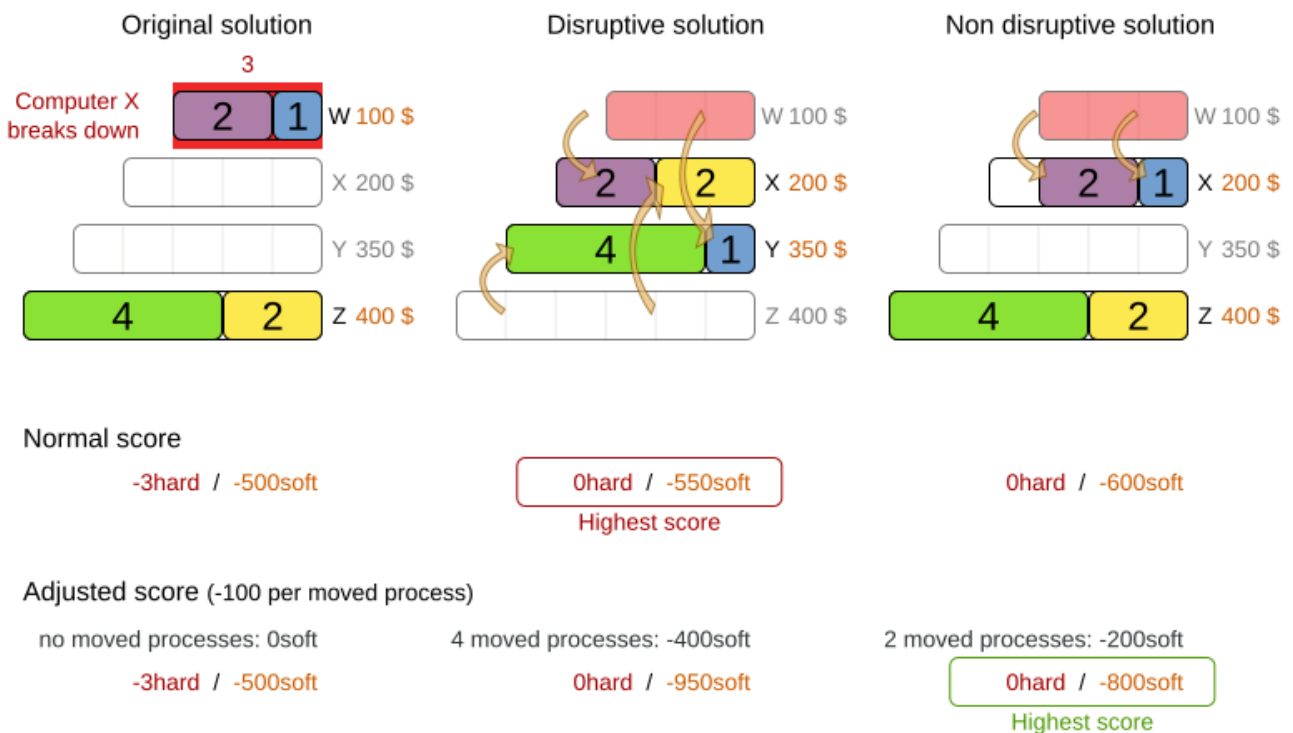 Original solution
Disruptive solution
Non disruptive solution
3
Computer X
breaks down
2 1 W 100 $
W 100 $
W 100 $
X 200 $
2 2 X 200 $
2 1 X 200 $
Y 350 $
4 1 Y 350 $
Y 350 $
4 2 Z 400 $
Z 400 $
4 2 Z 400 $
Normal score
-3hard / -500soft
0hard / -550soft
0hard / -600soft
Highest score
Adjusted score (-100 per moved process)
no moved processes: 0soft
4 moved processes: -400soft
2 moved processes: -200soft
-3hard / -500soft
0hard / -950soft
0hard / -800soft
Highest score